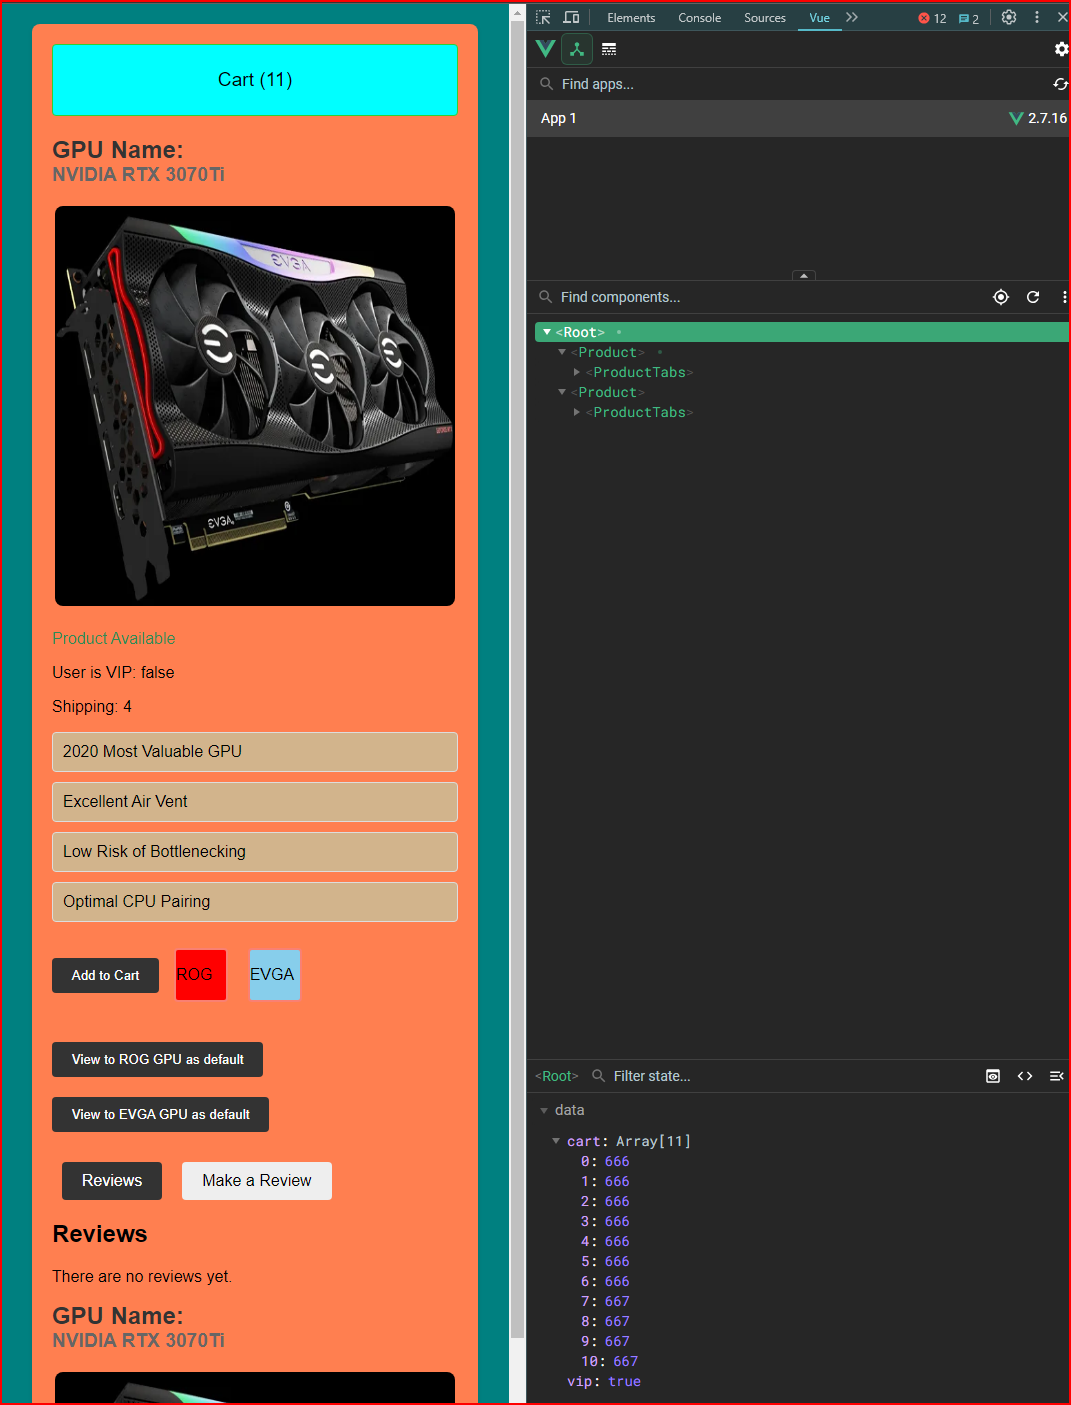 Cart (11)
GPU Name:
NVIDIA RTX 3070Ti
EVGA
EVGA
Product Available
User is VIP: false
Shipping: 4
2020 Most Valuable GPU
Excellent Air Vent
Low Risk of Bottlenecking
Optimal CPU Pairing
Add to Cart
ROG
EVGA
View to ROG GPU as default
View to EVGA GPU as default
Reviews
Make a Review
Reviews
There are no reviews yet.
GPU Name:
NVIDIA RTX 3070Ti
Elements
Console
Sources
Vue
12
2
Find apps...
App 1
2.7.16
Find components...
<Root>
<Product>
<ProductTabs>
<Product>
<ProductTabs>
<Root>
Filter state...
data
cart: Array[11]
0: 666
1: 666
2: 666
3: 666
4: 666
5: 666
6: 666
7: 667
8: 667
9: 667
10: 667
vip: true